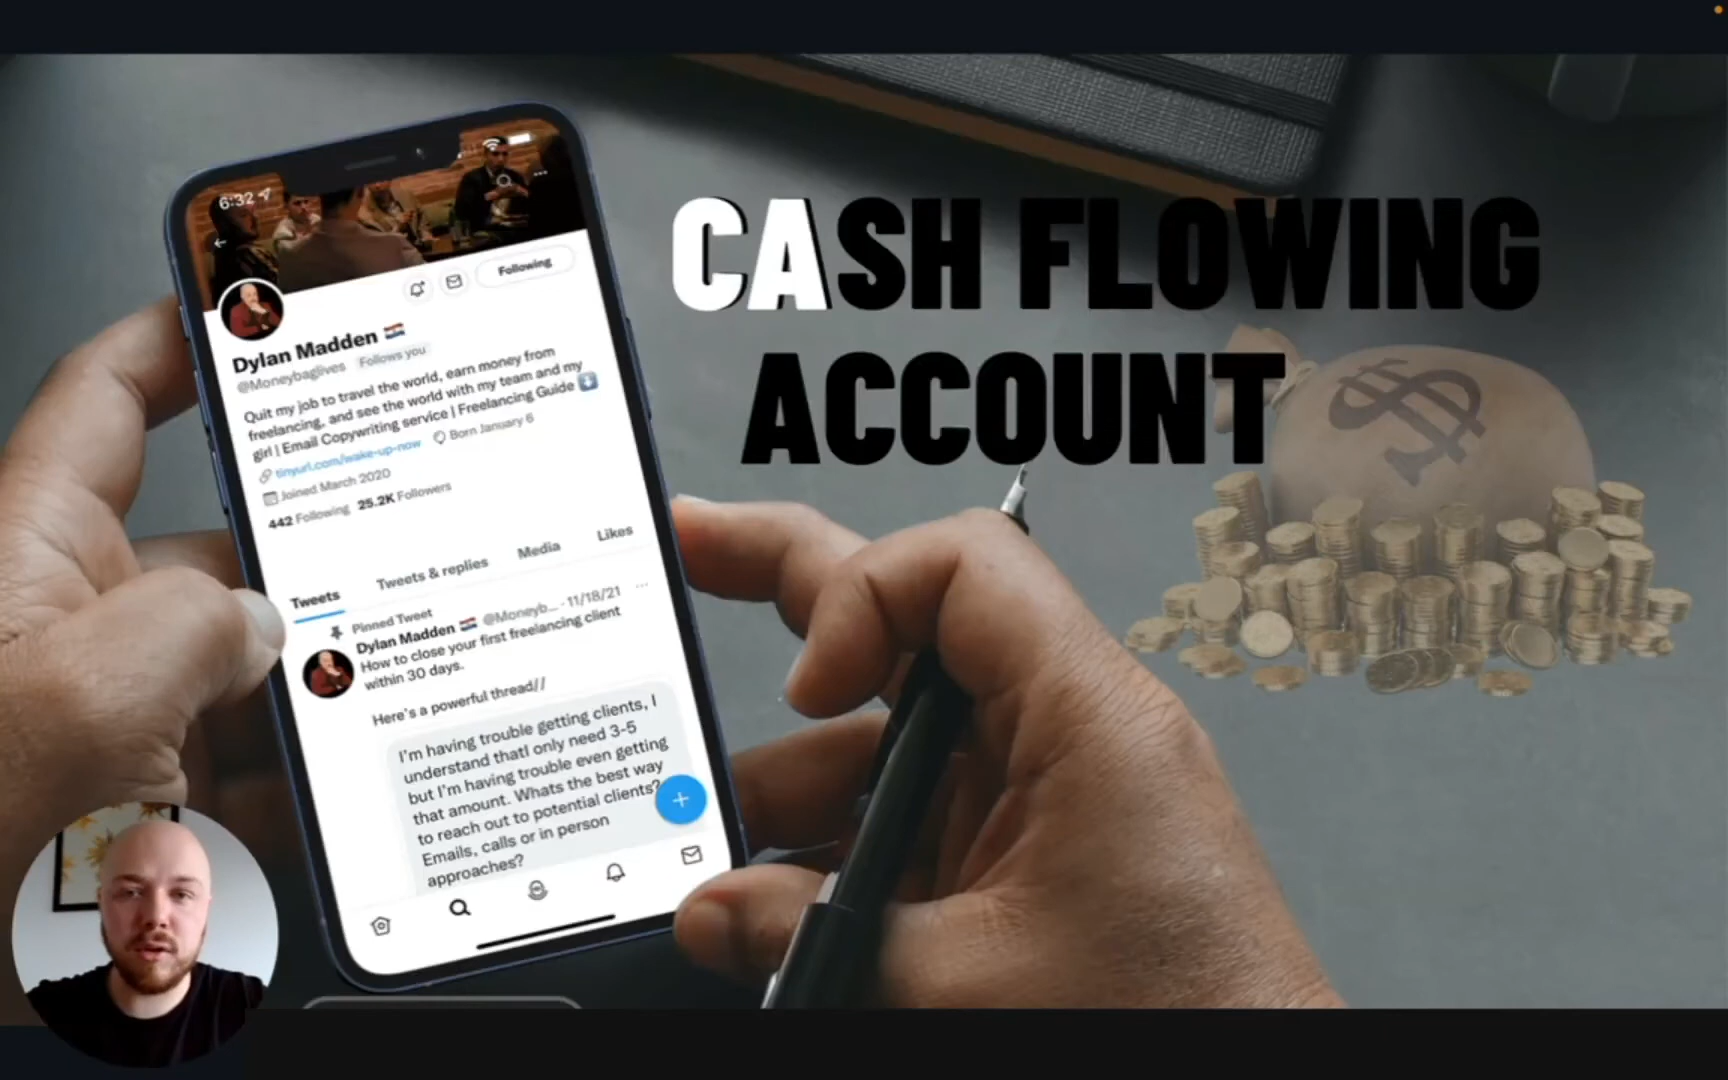 CASH FLOWING
ACCOUNT
6:32
Following
Dylan Madden
@Moneybaglives Follows you
Quit my job to travel the world, earn money from
freelancing, and see the world with my team and my
girl | Email Copywriting service | Freelancing Guide
tinyurl.com/wake-up-now Born January 6
Joined March 2020
442 Following 25.2K Followers
Tweets Tweets & replies Media Likes
Pinned Tweet
Dylan Madden @Moneyb... · 11/18/21
How to close your first freelancing client
within 30 days.
Here's a powerful thread//
I'm having trouble getting clients, I
understand thatI only need 3-5
but I'm having trouble even getting
that amount. Whats the best way
to reach out to potential clients?
Emails, calls or in person
approaches?